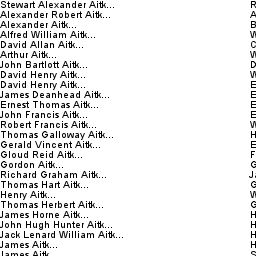 Stewart Alexander Aitk... R
Alexander Robert Aitk... A
Alexander Aitk... B
Alfred William Aitk... W
David Allan Aitk... C
Arthur Aitk... W
John Bartlott Aitk... D
David Henry Aitk... W
David Henry Aitk... E
James Deanhead Aitk... E
Ernest Thomas Aitk... E
John Francis Aitk... E
Robert Francis Aitk... W
Thomas Galloway Aitk... H
Gerald Vincent Aitk... E
Gloud Reid Aitk... F
Gordon Aitk... G
Richard Graham Aitk... Ja
Thomas Hart Aitk... G
Henry Aitk... W
Thomas Herbert Aitk... G
James Horne Aitk... H
John Hugh Hunter Aitk... H
Jack Lenard William Aitk... H
James Aitk... H
James Aitk... S